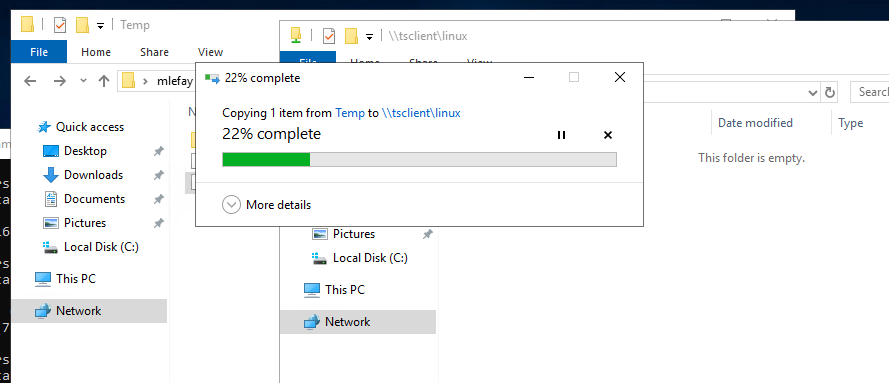 Temp
\\tsclient\linux
File
Home
Share
View
File
Home
Share
View
mlefay
Search
22% complete
Copying 1 item from Temp to \\tsclient\linux
22% complete
More details
Quick access
Desktop
Downloads
Documents
Pictures
Local Disk (C:)
This PC
Network
Date modified
Type
This folder is empty.
Pictures
Local Disk (C:)
This PC
Network